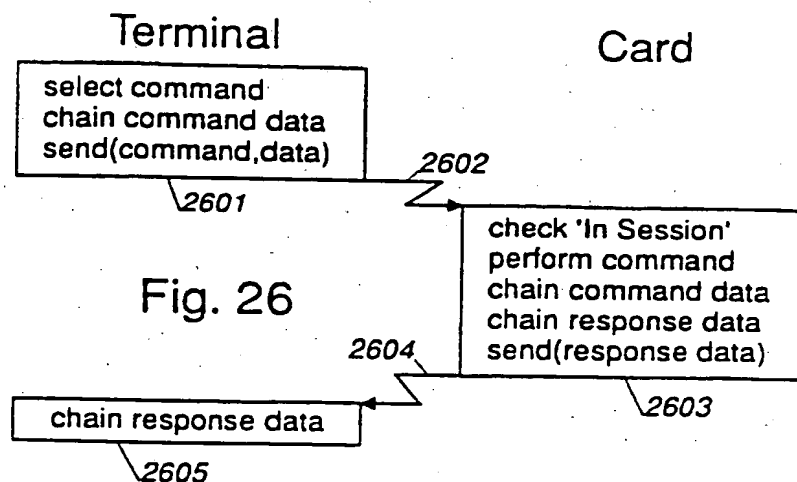 Terminal
Card
select command
chain command data
send(command,data)
2601
2602
check 'In Session'
perform command
chain command data
chain response data
send(response data)
2603
Fig. 26
2604
chain response data
2605